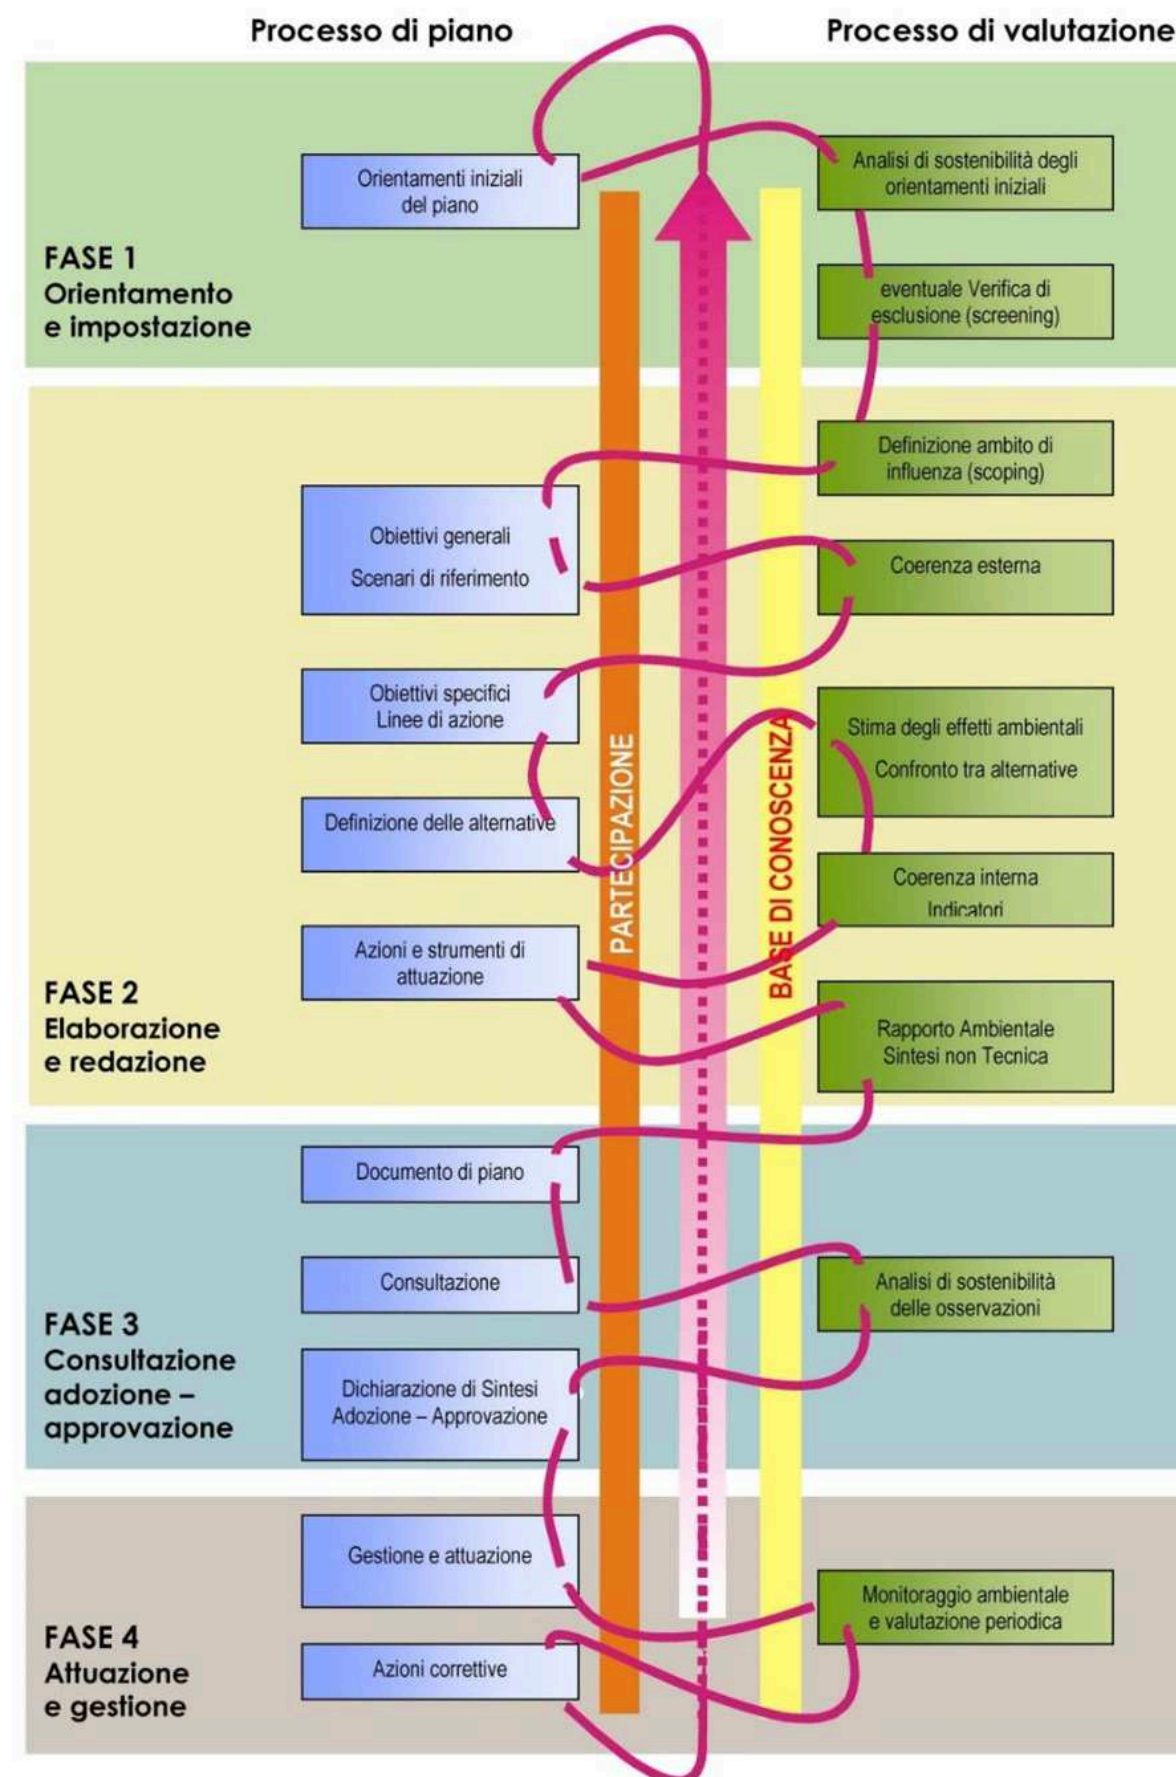 Processo di piano
Processo di valutazione
Orientamenti iniziali
del piano
Analisi di sostenibilità degli
orientamenti iniziali
FASE 1
Orientamento
e impostazione
eventuale Verifica di
esclusione (screening)
Definizione ambito di
influenza (scoping)
Obiettivi generali
Scenari di riferimento
Coerenza esterna
Obiettivi specifici
Linee di azione
Stima degli effetti ambientali
Confronto tra alternative
Definizione delle alternative
PARTECIPAZIONE
BASE DI CONOSCENZA
Coerenza interna
Indicatori
Azioni e strumenti di
attuazione
FASE 2
Elaborazione
e redazione
Rapporto Ambientale
Sintesi non Tecnica
Documento di piano
Consultazione
Analisi di sostenibilità
delle osservazioni
FASE 3
Consultazione
adozione –
approvazione
Dichiarazione di Sintesi
Adozione – Approvazione
Gestione e attuazione
Monitoraggio ambientale
e valutazione periodica
FASE 4
Attuazione
e gestione
Azioni correttive